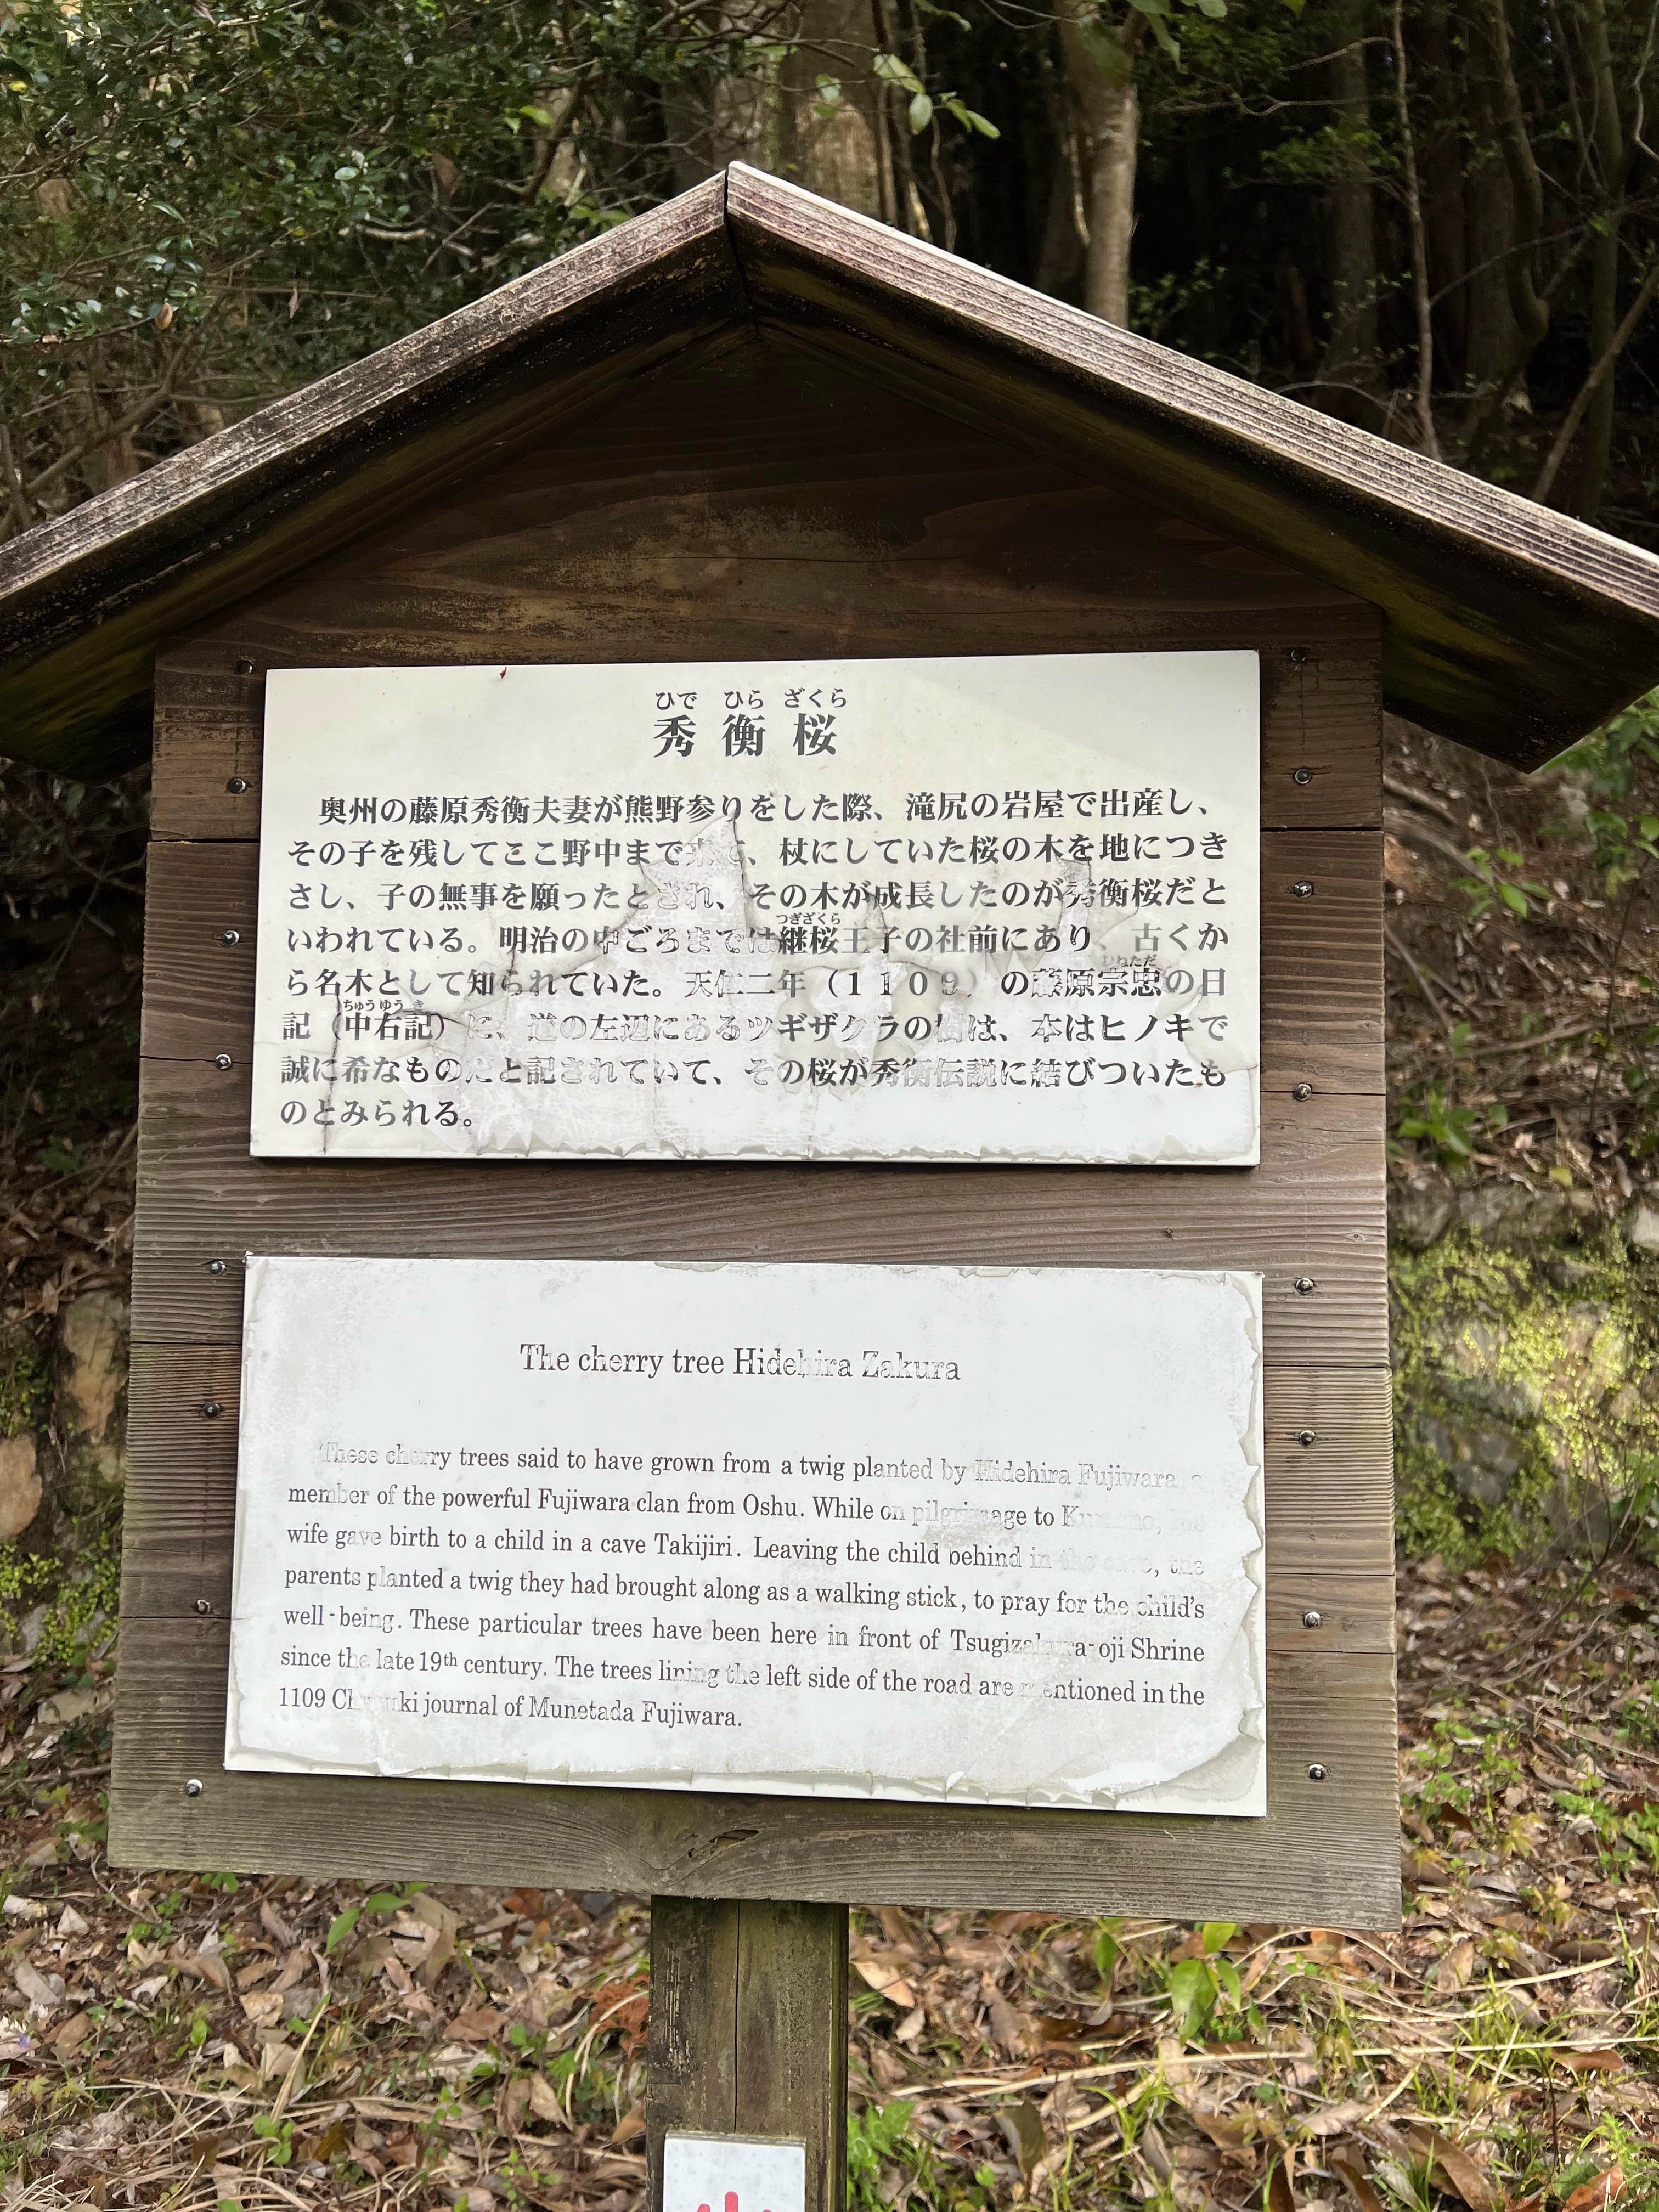 ひで ひら ざくら
秀衡桜
奥州の藤原秀衡夫妻が熊野参りをした際、滝尻の岩屋で出産し、
その子を残してここ野中まで来て、杖にしていた桜の木を地につき
さし、子の無事を願ったとされ、その木が成長したのが秀衡桜だと
つぎざくら
いわれている。明治の中ごろまでは継桜王子の社前にあり、古くか
むねただ
ら名木として知られていた。天仁二年（1109）の藤原宗忠の日
ちゅうゆうき
記（中右記）に、道の左辺にあるツギザクラの樹は、本はヒノキで
誠に希なものだと記されていて、その桜が秀衡伝説に結びついたも
のとみられる。
The cherry tree Hidehira Zakura
These cherry trees said to have grown from a twig planted by Hidehira Fujiwara, a
member of the powerful Fujiwara clan from Oshu. While on pilgrimage to Kumano, his
wife gave birth to a child in a cave Takijiri. Leaving the child behind in the cave, the
parents planted a twig they had brought along as a walking stick, to pray for the child's
well-being. These particular trees have been here in front of Tsugizakura-oji Shrine
since the late 19th century. The trees lining the left side of the road are mentioned in the
1109 Chuyuki journal of Munetada Fujiwara.